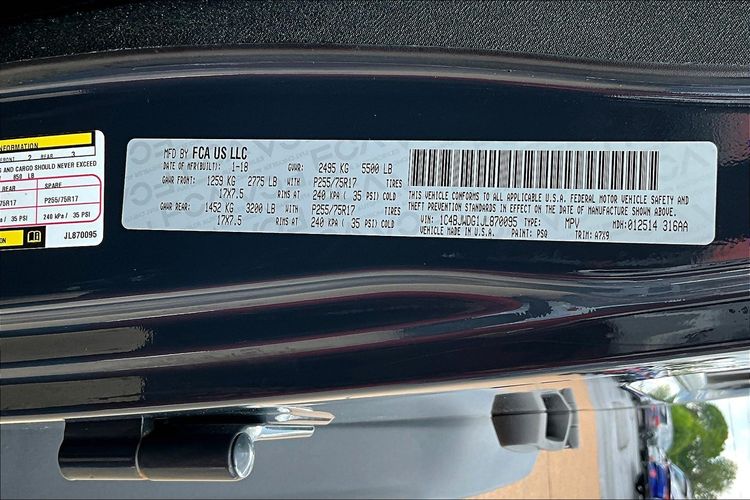 INFORMATION
FRONT 2 REAR 3
AND CARGO SHOULD NEVER EXCEED
850 LB
REAR SPARE
P255/75R17
35 PSI 240 kPa / 35 PSI
JL870095
MFD BY FCA US LLC
DATE OF MFR(BUILT): 1-18 GVWR: 2495 KG 5500 LB
GAWR FRONT: 1259 KG 2775 LB WITH P255/75R17 TIRES
17X7.5 RIMS AT 240 KPA ( 35 PSI) COLD
GAWR REAR: 1452 KG 3200 LB WITH P255/75R17 TIRES
17X7.5 RIMS AT 240 KPA ( 35 PSI) COLD
THIS VEHICLE CONFORMS TO ALL APPLICABLE U.S.A. FEDERAL MOTOR VEHICLE SAFETY AND
THEFT PREVENTION STANDARDS IN EFFECT ON THE DATE OF MANUFACTURE SHOWN ABOVE.
VIN: 1C4BJWDG1JL870095 TYPE: MPV MDH: 012514 316AA
VEHICLE MADE IN U.S.A. PAINT: PS8 TRIM: A7X9